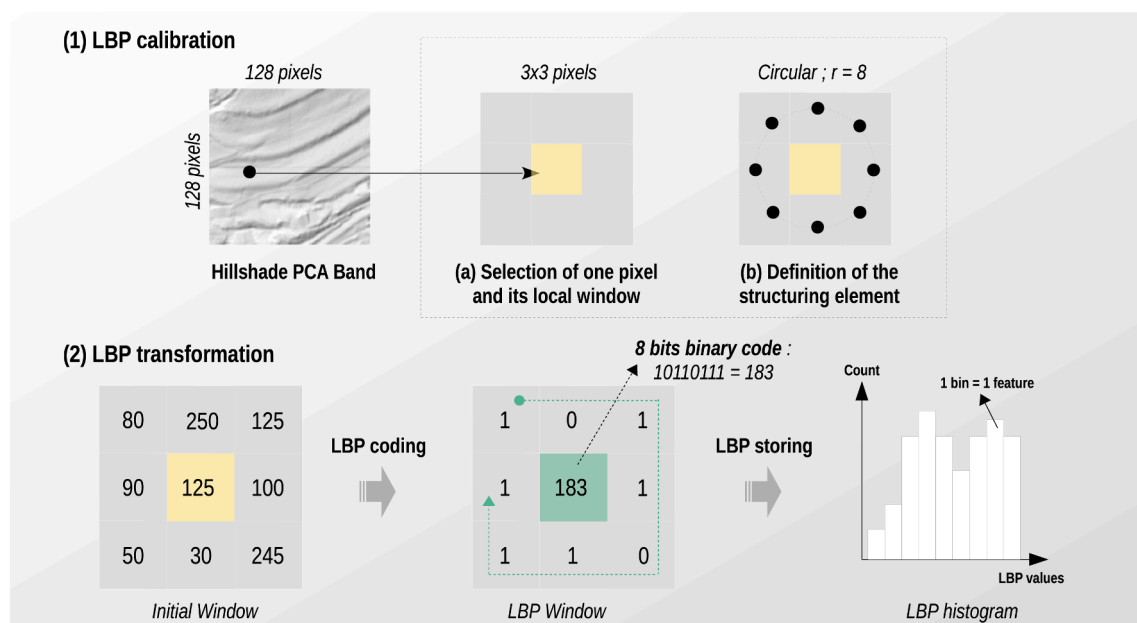 (1) LBP calibration
128 pixels
3x3 pixels
Circular ; r = 8
128 pixels
Hillshade PCA Band
(a) Selection of one pixel
and its local window
(b) Definition of the
structuring element
(2) LBP transformation
8 bits binary code :
10110111 = 183
80 250 125
90 125 100
50 30 245
Initial Window
LBP coding
1 0 1
1 183 1
1 1 0
LBP Window
LBP storing
Count
1 bin = 1 feature
LBP values
LBP histogram